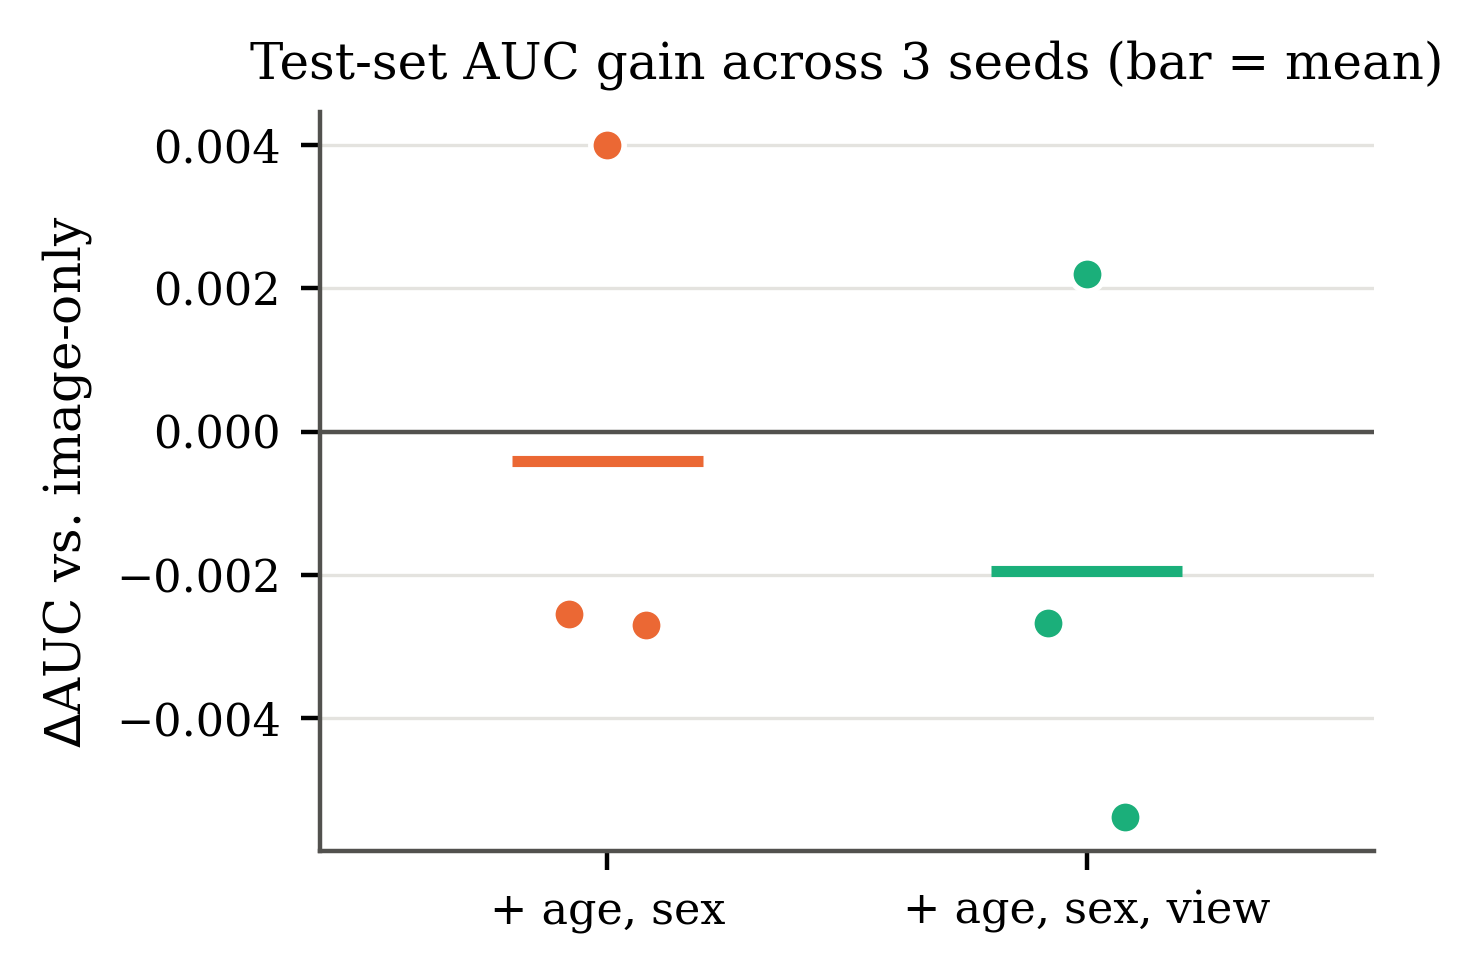 Test-set AUC gain across 3 seeds (bar = mean)
ΔAUC vs. image-only
0.004
0.002
0.000
−0.002
−0.004
+ age, sex
+ age, sex, view